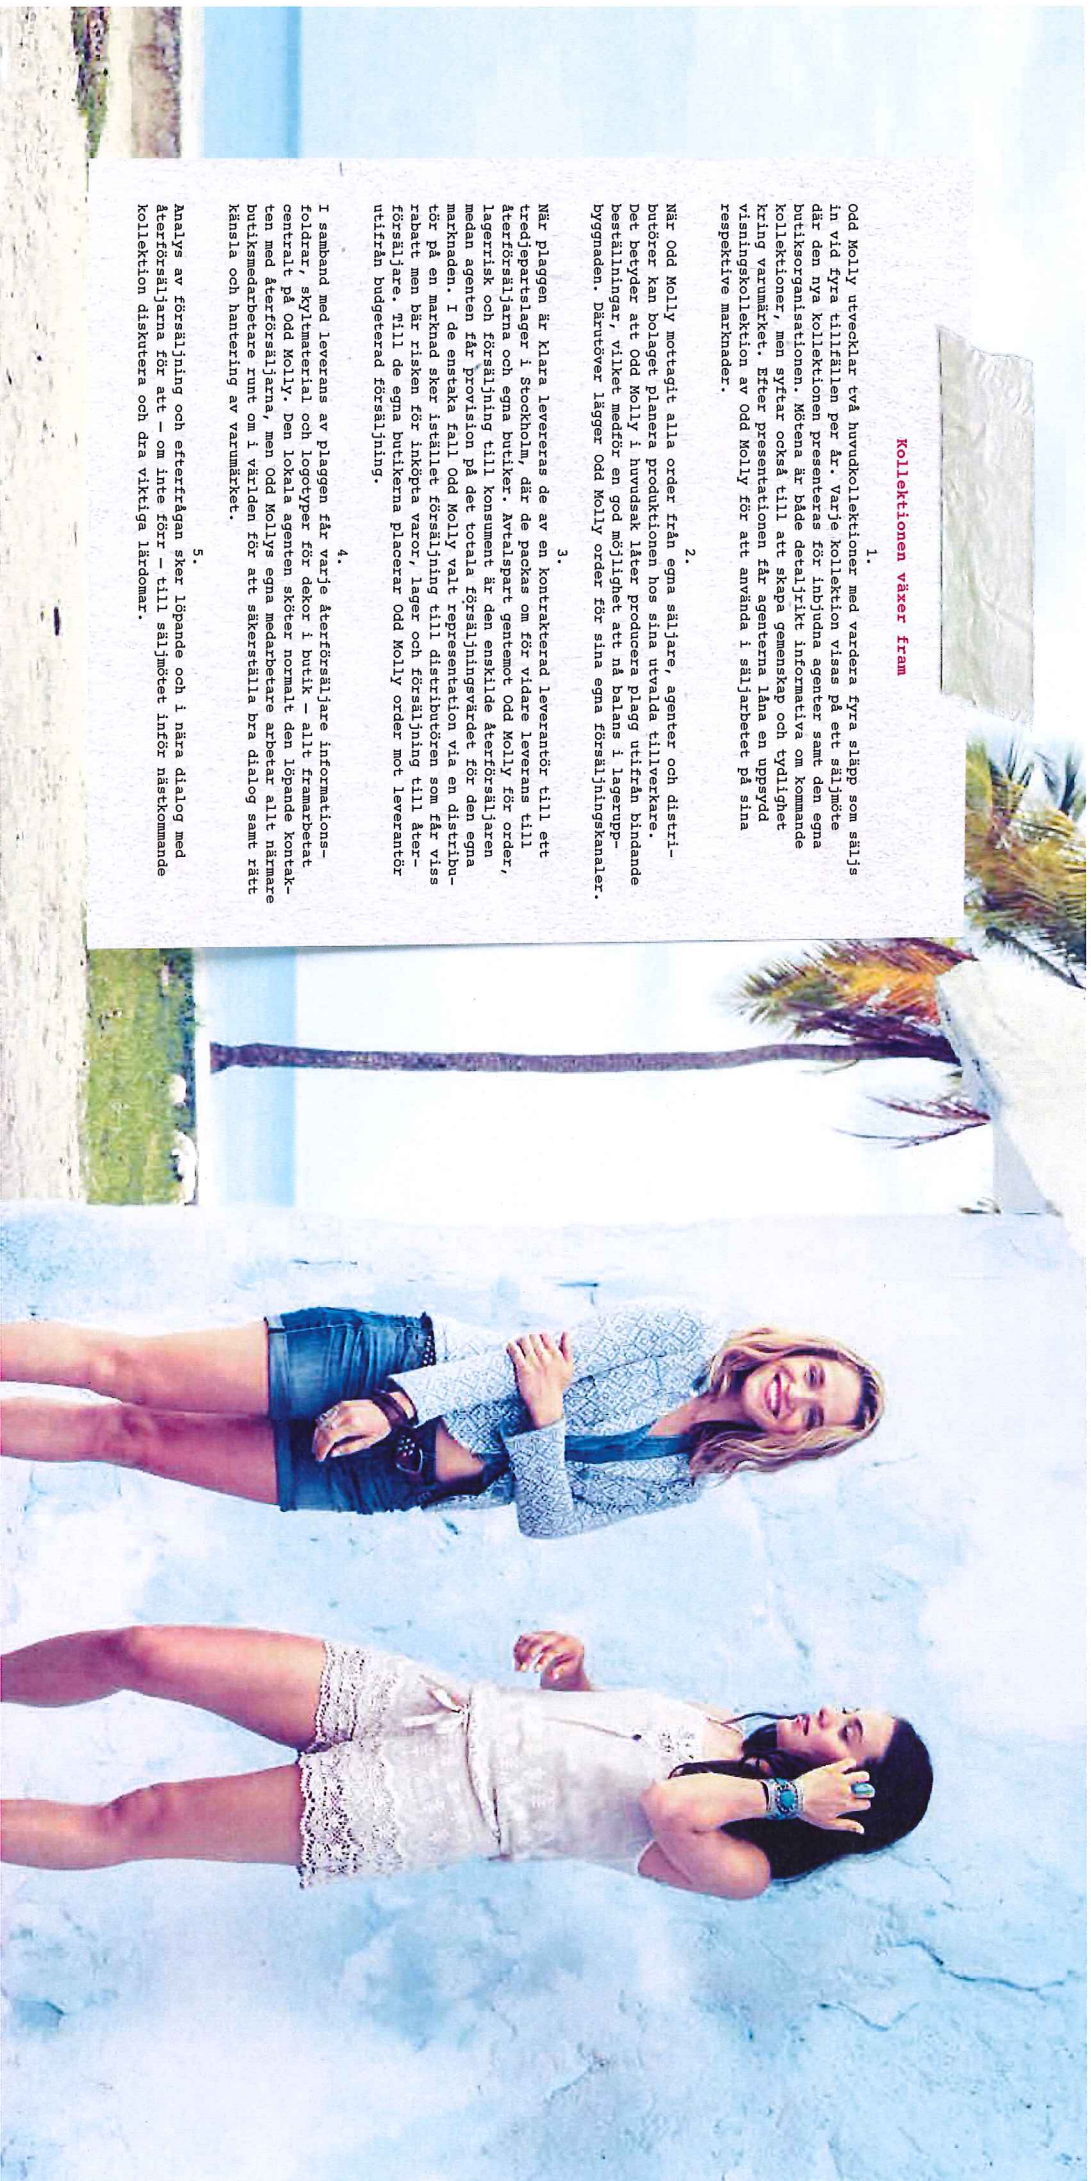 Kollektionen växer fram
1.
Odd Molly utvecklar två huvudkollektioner med vardera fyra släpp som säljs
in vid fyra tillfällen per år. Varje kollektion visas på ett säljmöte
där den nya kollektionen presenteras för inbjudna agenter samt den egna
butiksorganisationen. Mötena är både detaljrikt informativa om kommande
kollektioner, men syftar också till att skapa gemenskap och tydlighet
kring varumärket. Efter presentationen får agenterna låna en uppsydd
visningskollektion av Odd Molly för att använda i säljarbetet på sina
respektive marknader.
2.
När Odd Molly mottagit alla order från egna säljare, agenter och distri-
butörer kan bolaget planera produktionen hos sina utvalda tillverkare.
Det betyder att Odd Molly i huvudsak låter producera plagg utifrån bindande
beställningar, vilket medför en god möjlighet att nå balans i lagerupp-
byggnaden. Därutöver lägger Odd Molly order för sina egna försäljningskanaler.
3.
När plaggen är klara levereras de av en kontrakterad leverantör till ett
tredjepartslager i Stockholm, där de packas om för vidare leverans till
återförsäljarna och egna butiker. Avtalspart gentemot Odd Molly för order,
lagerrisk och försäljning till konsument är den enskilde återförsäljaren
medan agenten får provision på det totala försäljningsvärdet för den egna
marknaden. I de enstaka fall Odd Molly valt representation via en distribu-
tör på en marknad sker istället försäljning till distributören som får viss
rabatt men bär risken för inköpta varor, lager och försäljning till åter-
försäljare. Till de egna butikerna placerar Odd Molly order mot leverantör
utifrån budgeterad försäljning.
4.
I samband med leverans av plaggen får varje återförsäljare informations-
foldrar, skyltmaterial och logotyper för dekor i butik – allt framarbetat
centralt på Odd Molly. Den lokala agenten sköter normalt den löpande kontak-
ten med återförsäljarna, men Odd Mollys egna medarbetare arbetar allt närmare
butiksmedarbetare runt om i världen för att säkerställa bra dialog samt rätt
känsla och hantering av varumärket.
5.
Analys av försäljning och efterfrågan sker löpande och i nära dialog med
återförsäljarna för att – om inte förr – till säljmötet inför nästkommande
kollektion diskutera och dra viktiga lärdomar.